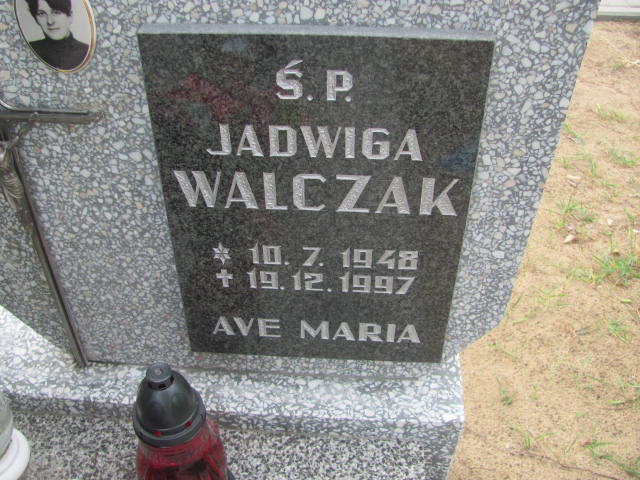 Ś. P.
JADWIGA
WALCZAK
* 10. 7. 1948
✝ 19. 12. 1997
AVE MARIA